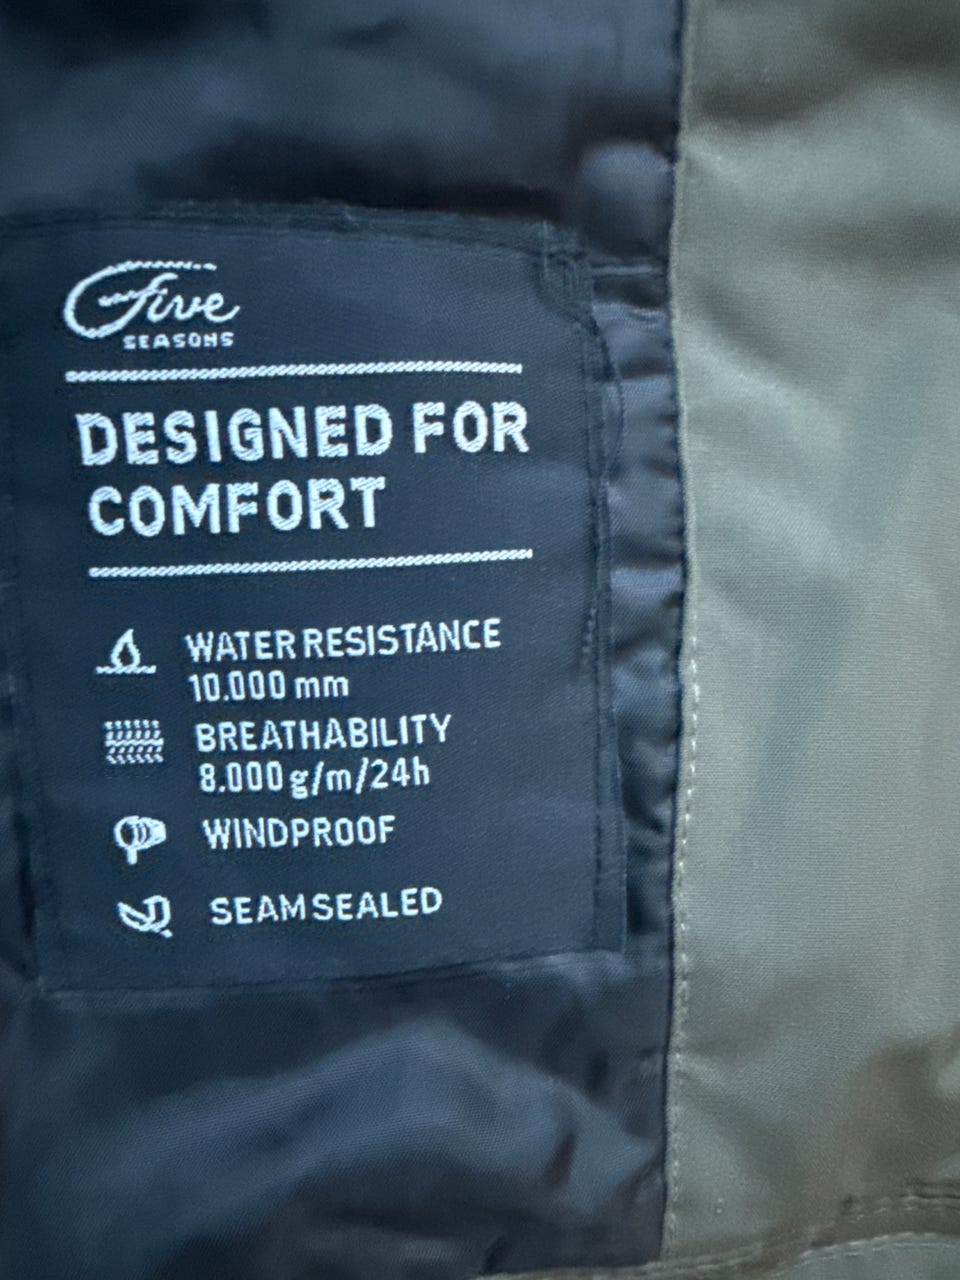 Five
SEASONS
DESIGNED FOR
COMFORT
WATER RESISTANCE
10.000 mm
BREATHABILITY
8.000 g/m/24h
WINDPROOF
SEAMSEALED